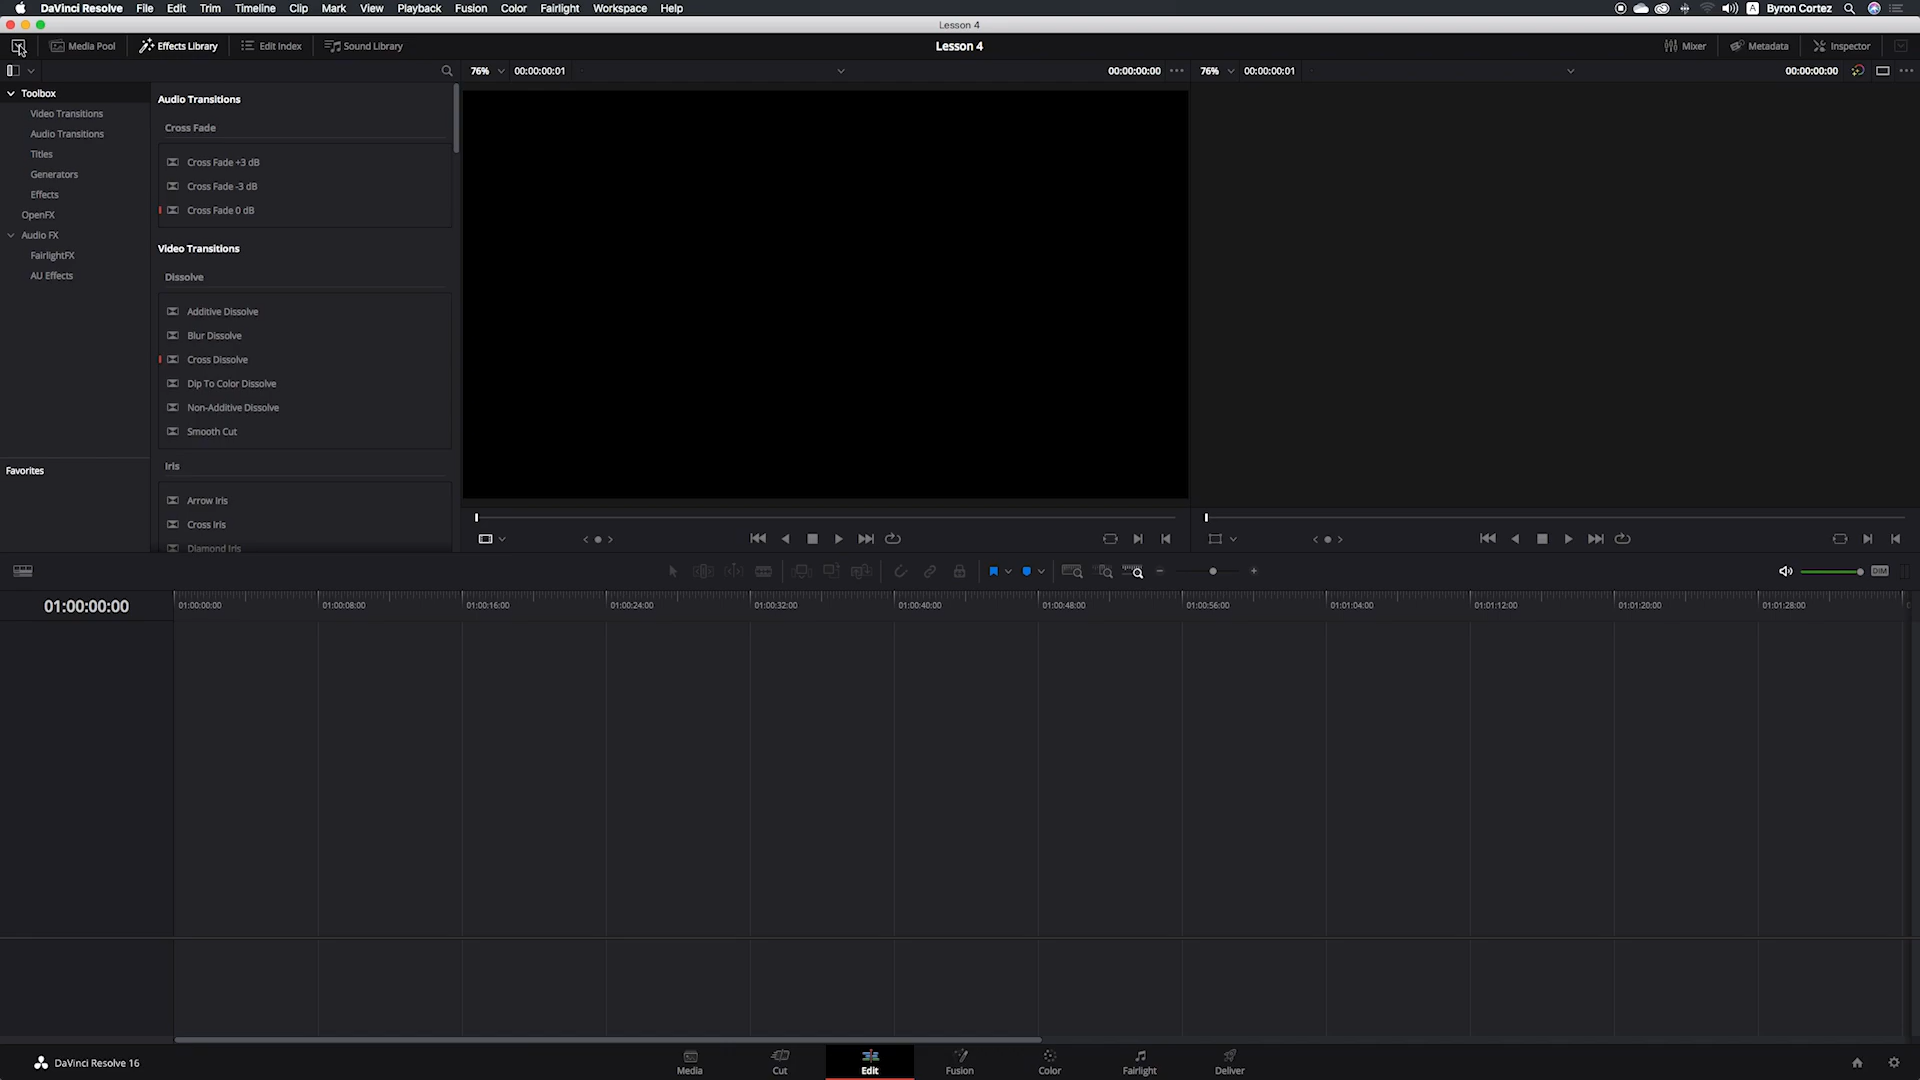 DaVinci Resolve File Edit Trim Timeline Clip Mark View Playback Fusion Color Fairlight Workspace Help A Byron Cortez
Lesson 4
Media Pool Effects Library Edit Index Sound Library Lesson 4 Mixer Metadata Inspector
76% 00:00:00:01 00:00:00:00 76% 00:00:00:01 00:00:00:00
Toolbox
Video Transitions
Audio Transitions
Titles
Generators
Effects
OpenFX
Audio FX
FairlightFX
AU Effects
Favorites
Audio Transitions
Cross Fade
Cross Fade +3 dB
Cross Fade -3 dB
Cross Fade 0 dB
Video Transitions
Dissolve
Additive Dissolve
Blur Dissolve
Cross Dissolve
Dip To Color Dissolve
Non-Additive Dissolve
Smooth Cut
Iris
Arrow Iris
Cross Iris
Diamond Iris
DIM
01:00:00:00 01:00:00:00 01:00:08:00 01:00:16:00 01:00:24:00 01:00:32:00 01:00:40:00 01:00:48:00 01:00:56:00 01:01:04:00 01:01:12:00 01:01:20:00 01:01:28:00
DaVinci Resolve 16 Media Cut Edit Fusion Color Fairlight Deliver